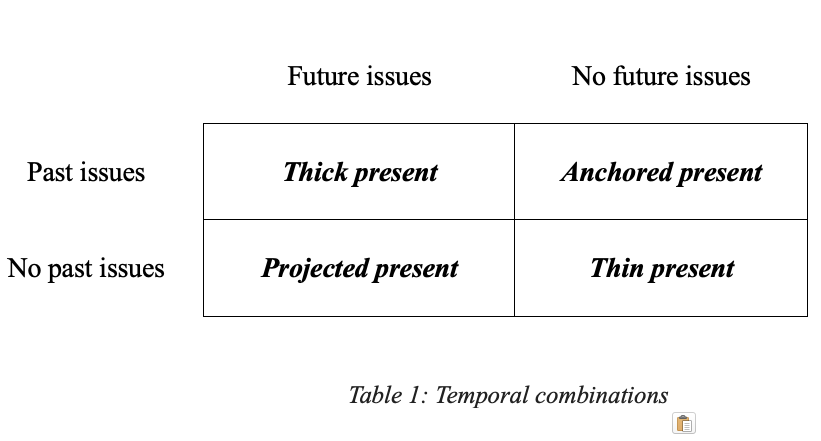 Future issues No future issues
Past issues Thick present Anchored present
No past issues Projected present Thin present
Table 1: Temporal combinations